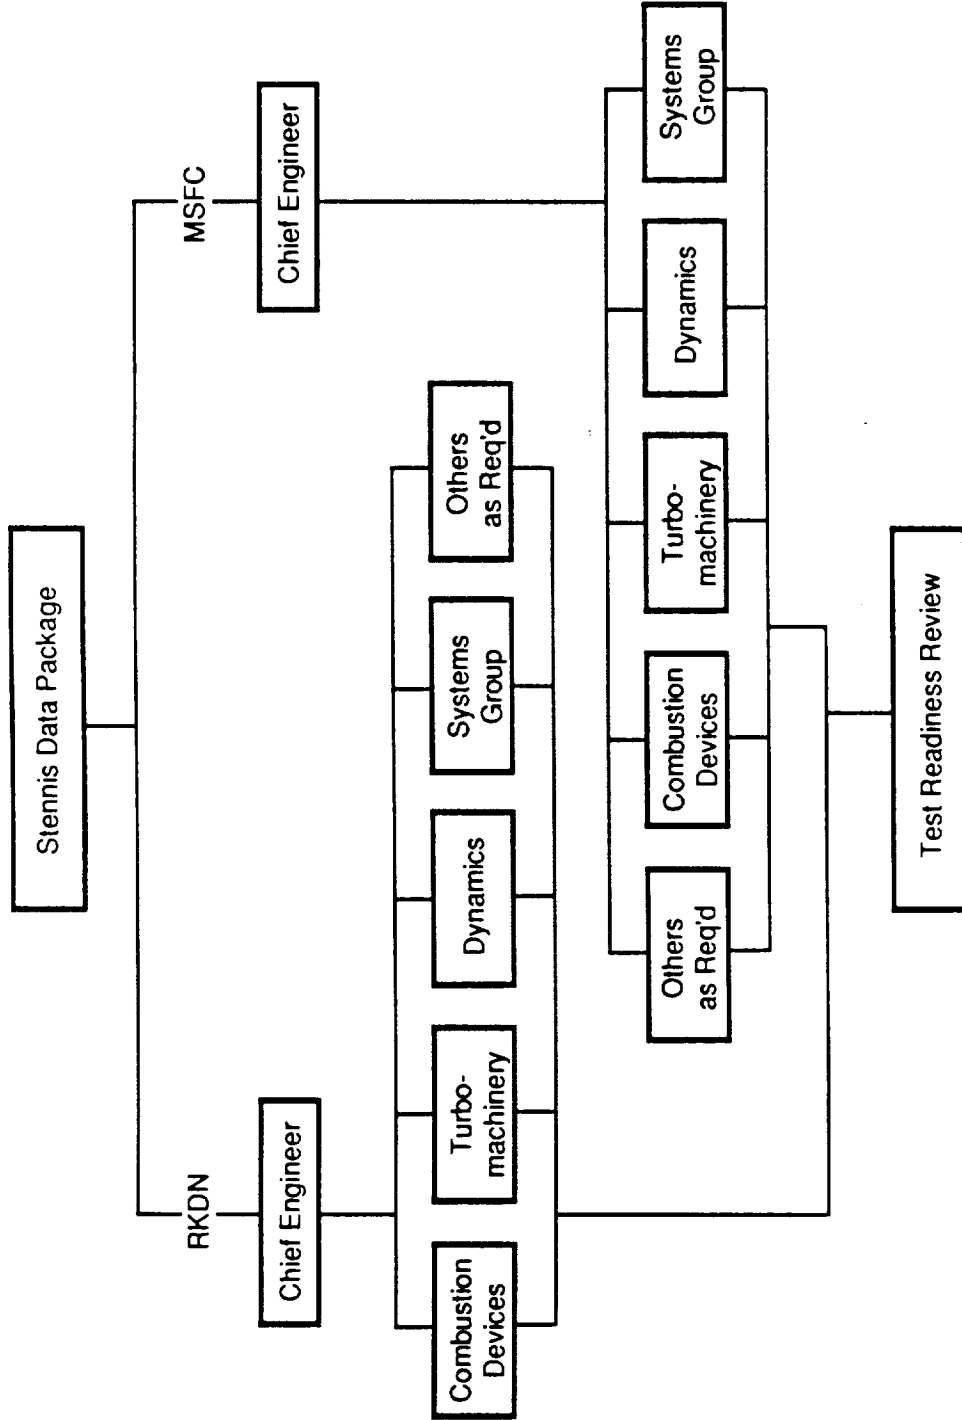 Stennis Data Package
RKDN
MSFC
Chief Engineer
Chief Engineer
Combustion
Devices
Turbo-
machinery
Dynamics
Systems
Group
Others
as Req'd
Others
as Req'd
Combustion
Devices
Turbo-
machinery
Dynamics
Systems
Group
Test Readiness Review